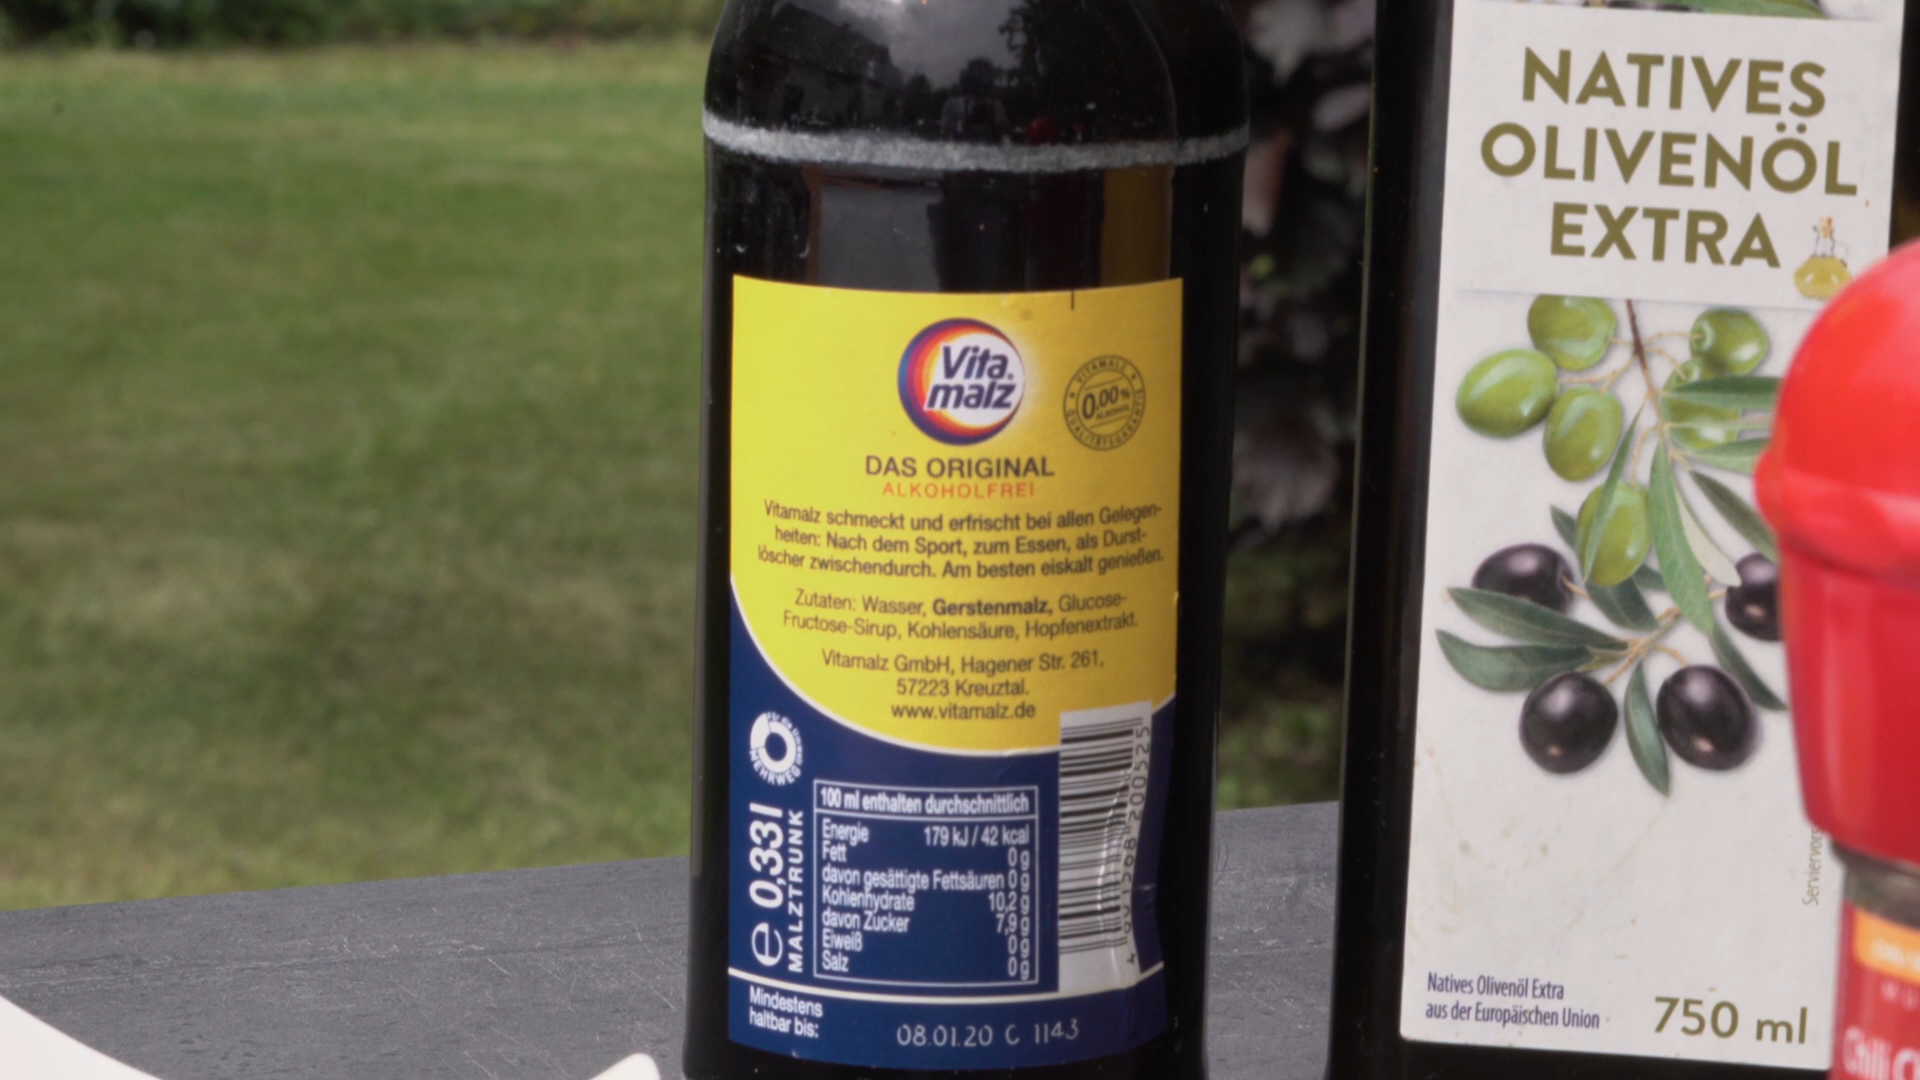 Vita
malz
VITAMALZ
0,00%
ALKOHOL
QUALITÄTSGARANTIE
DAS ORIGINAL
ALKOHOLFREI
Vitamalz schmeckt und erfrischt bei allen Gelegen-
heiten: Nach dem Sport, zum Essen, als Durst-
löscher zwischendurch. Am besten eiskalt genießen.
Zutaten: Wasser, Gerstenmalz, Glucose-
Fructose-Sirup, Kohlensäure, Hopfenextrakt.
Vitamalz GmbH, Hagener Str. 261,
57223 Kreuztal.
www.vitamalz.de
MEHRWEG
e 0,33l
MALZTRUNK
100 ml enthalten durchschnittlich
Energie 179 kJ / 42 kcal
Fett 0 g
davon gesättigte Fettsäuren 0 g
Kohlenhydrate 10,2 g
davon Zucker 7,9 g
Eiweiß 0 g
Salz 0 g
Mindestens
haltbar bis:
08.01.20 C 1143
NATIVES
OLIVENÖL
EXTRA
Natives Olivenöl Extra
aus der Europäischen Union
750 ml
Chili